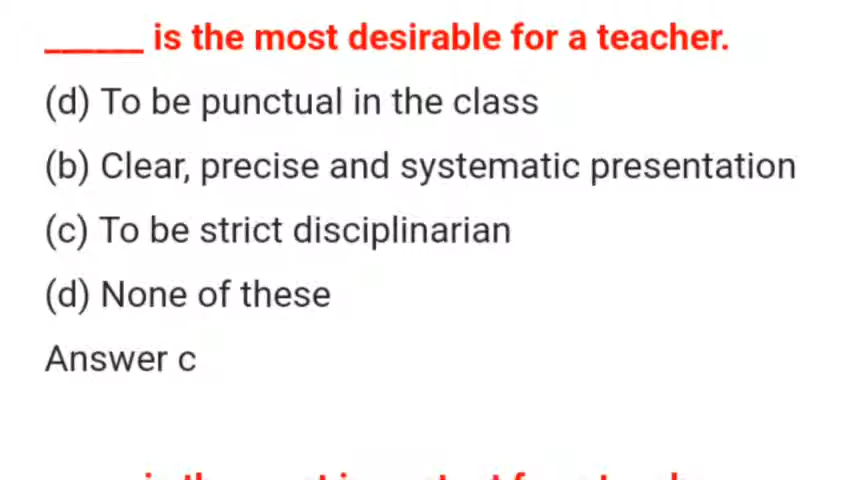 ______ is the most desirable for a teacher.
(d) To be punctual in the class
(b) Clear, precise and systematic presentation
(c) To be strict disciplinarian
(d) None of these
Answer c